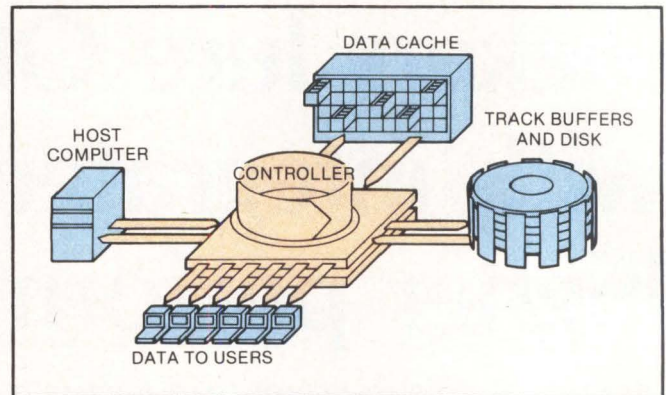 DATA CACHE
TRACK BUFFERS
AND DISK
HOST
COMPUTER
CONTROLLER
DATA TO USERS